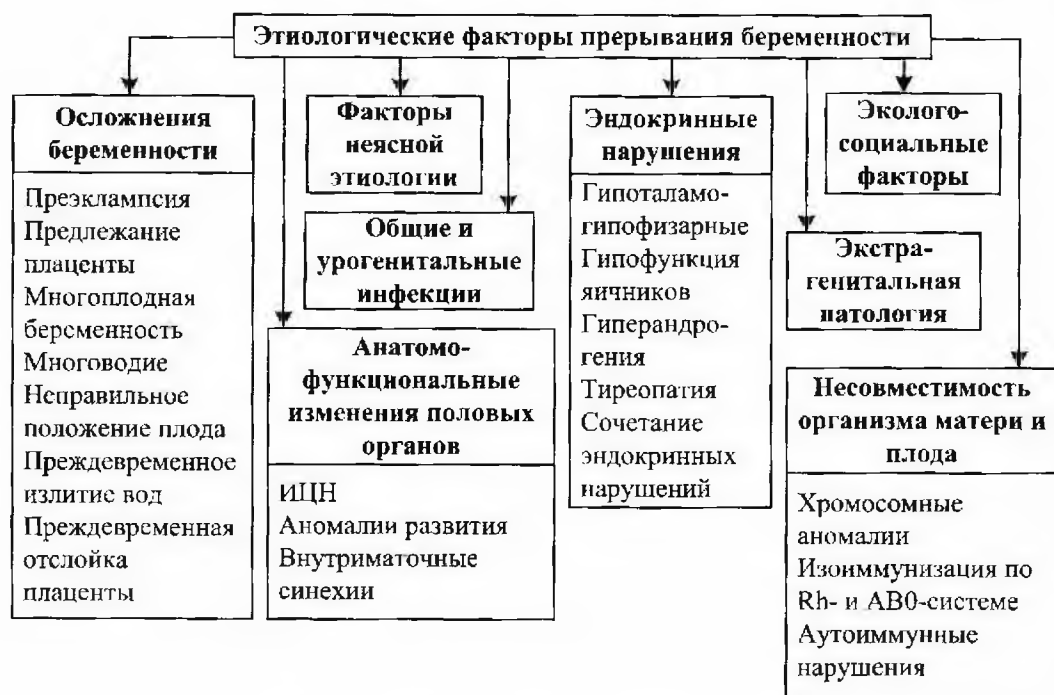 Этиологические факторы прерывания беременности
Осложнения
беременности
Преэклампсия
Предлежание
плаценты
Многоплодная
беременность
Многоводие
Неправильное
положение плода
Преждевременное
излитие вод
Преждевременная
отслойка
плаценты
Факторы
неясной
этиологии
Общие и
урогенитальные
инфекции
Анатомо-
функциональные
изменения половых
органов
ИЦН
Аномалии развития
Внутриматочные
синехии
Эндокринные
нарушения
Гипоталамо-
гипофизарные
Гипофункция
яичников
Гиперандро-
гения
Тиреопатия
Сочетание
эндокринных
нарушений
Эколого-
социальные
факторы
Экстра-
генитальная
патология
Несовместимость
организма матери и
плода
Хромосомные
аномалии
Изоиммунизация по
Rh- и AB0-системе
Аутоиммунные
нарушения